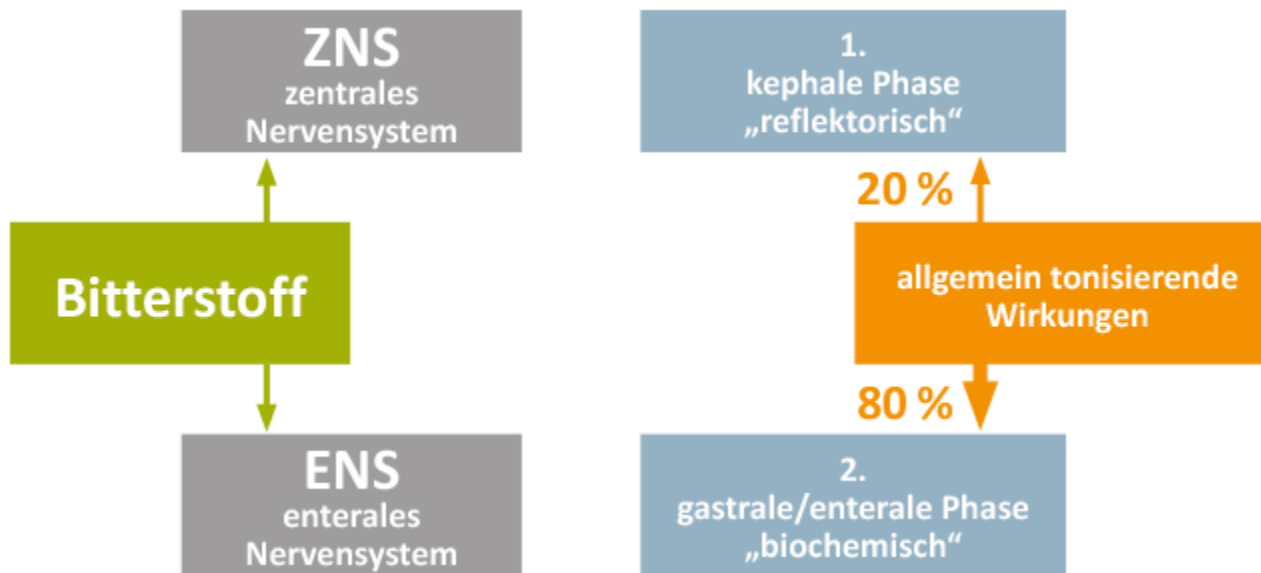 ZNS
zentrales
Nervensystem
1.
kephale Phase
„reflektorisch“
20 %
Bitterstoff
allgemein tonisierende
Wirkungen
80 %
ENS
enterales
Nervensystem
2.
gastrale/enterale Phase
„biochemisch“